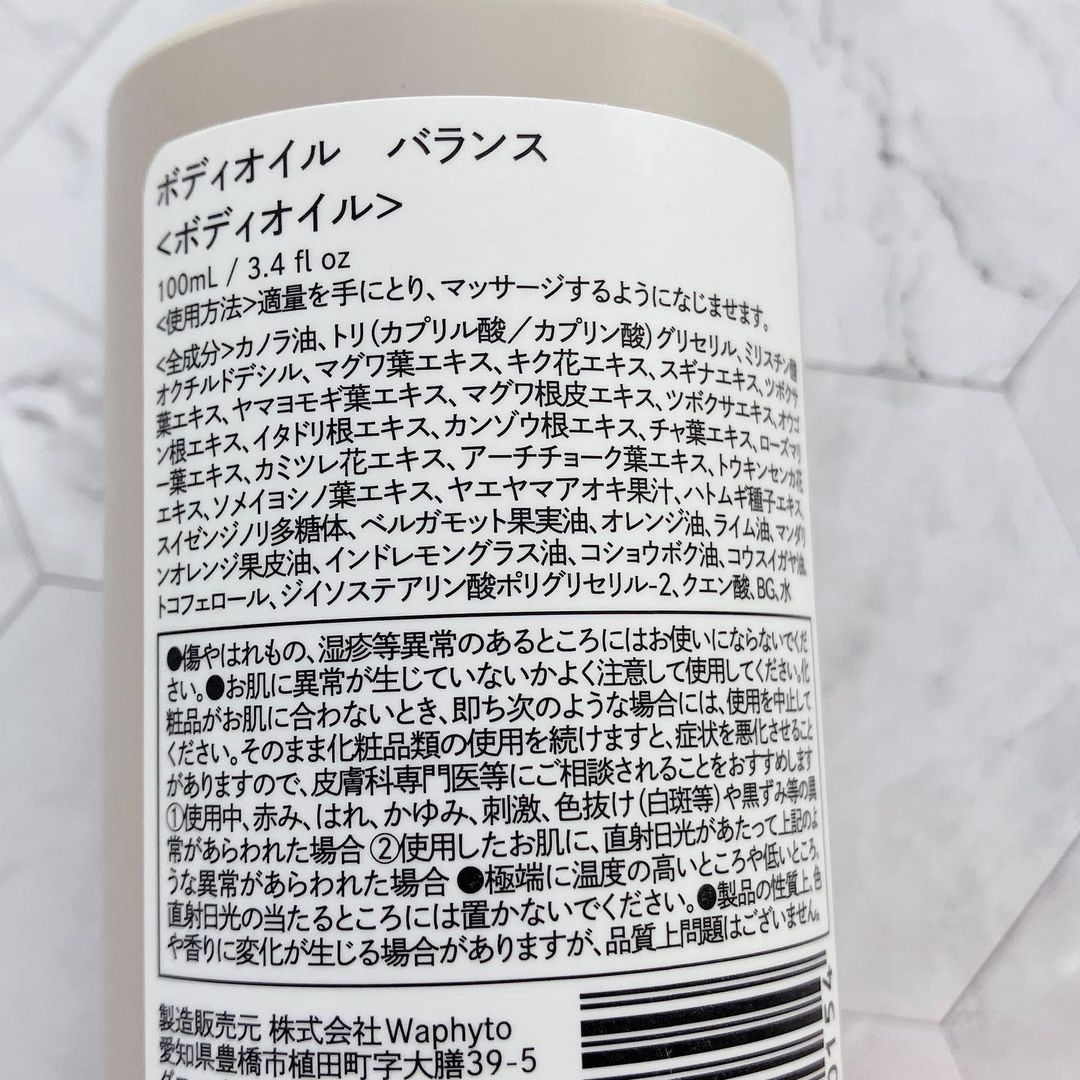 ボディオイル　バランス
<ボディオイル>
100mL / 3.4 fl oz
<使用方法>適量を手にとり、マッサージするようになじませます。
<全成分>カノラ油、トリ(カプリル酸／カプリン酸)グリセリル、ミリスチン酸
オクチルドデシル、マグワ葉エキス、キク花エキス、スギナエキス、ツボクサ
葉エキス、ヤマヨモギ葉エキス、マグワ根皮エキス、ツボクサエキス、オウゴ
ン根エキス、イタドリ根エキス、カンゾウ根エキス、チャ葉エキス、ローズマリ
ー葉エキス、カミツレ花エキス、アーチチョーク葉エキス、トウキンセンカ花
エキス、ソメイヨシノ葉エキス、ヤエヤマアオキ果汁、ハトムギ種子エキス、
スイゼンジノリ多糖体、ベルガモット果実油、オレンジ油、ライム油、マンダリ
ンオレンジ果皮油、インドレモングラス油、コショウボク油、コウスイガヤ油、
トコフェロール、ジイソステアリン酸ポリグリセリル-2、クエン酸、BG、水
●傷やはれもの、湿疹等異常のあるところにはお使いにならないでくだ
さい。●お肌に異常が生じていないかよく注意して使用してください。化
粧品がお肌に合わないとき、即ち次のような場合には、使用を中止して
ください。そのまま化粧品類の使用を続けますと、症状を悪化させること
がありますので、皮膚科専門医等にご相談されることをおすすめします
①使用中、赤み、はれ、かゆみ、刺激、色抜け(白斑等)や黒ずみ等の異
常があらわれた場合 ②使用したお肌に、直射日光があたって上記のよ
うな異常があらわれた場合 ●極端に温度の高いところや低いところ、
直射日光の当たるところには置かないでください。●製品の性質上、色
や香りに変化が生じる場合がありますが、品質上問題はございません。
製造販売元 株式会社Waphyto
愛知県豊橋市植田町字大膳39-5